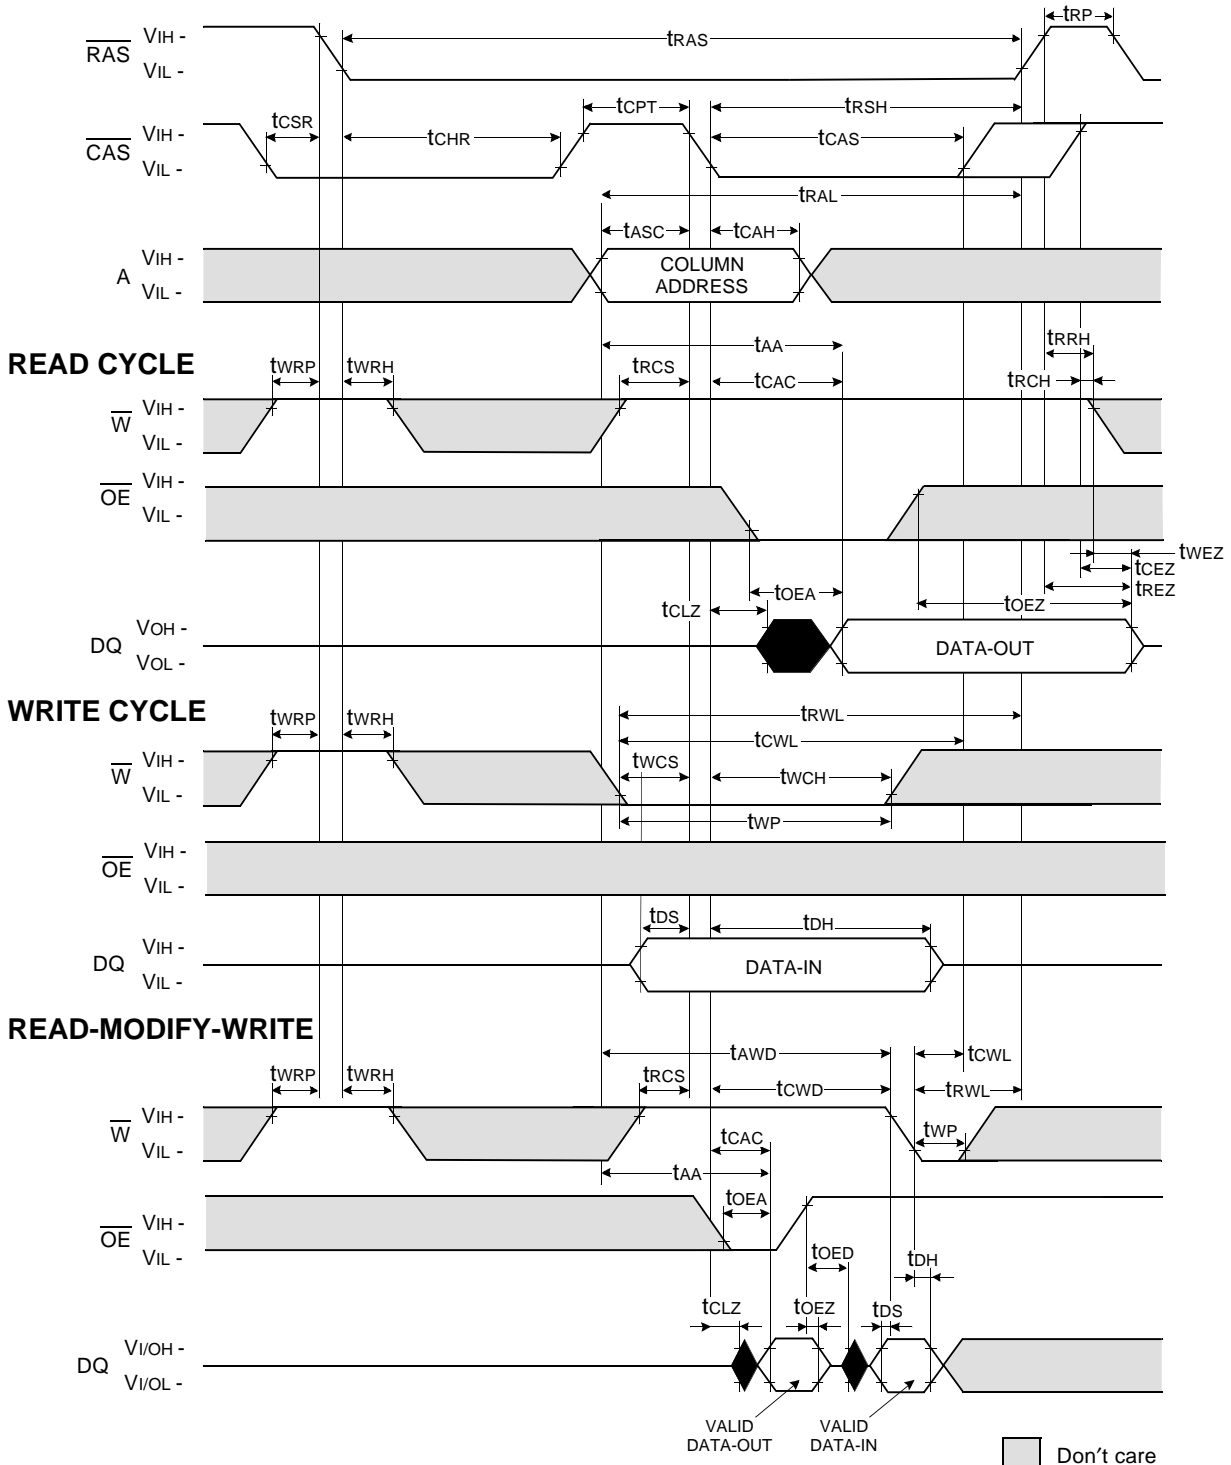 tRP
RAS VIH -
VIL -
tRAS
tCSR tCHR tCPT tRSH
tCAS
CAS VIH -
VIL -
tRAL
tASC tCAH
A VIH -
VIL -
COLUMN
ADDRESS
READ CYCLE
tAA
tRRH
tWRP tWRH tRCS tCAC
tRCH
W VIH -
VIL -
OE VIH -
VIL -
tWEZ
tCEZ
tREZ
tOEA
tOEZ
tCLZ
DQ VOH -
VOL -
DATA-OUT
WRITE CYCLE
tWRP tWRH tRWL
tCWL
tWCS tWCH
W VIH -
VIL -
tWP
OE VIH -
VIL -
tDS tDH
DQ VIH -
VIL -
DATA-IN
READ-MODIFY-WRITE
tAWD tCWL
tWRP tWRH tRCS tCWD tRWL
W VIH -
VIL -
tWP
tCAC
tAA
tOEA
OE VIH -
VIL -
tOED tDH
tCLZ tOEZ tDS
DQ VI/OH -
VI/OL -
VALID
DATA-OUT
VALID
DATA-IN
Don't care